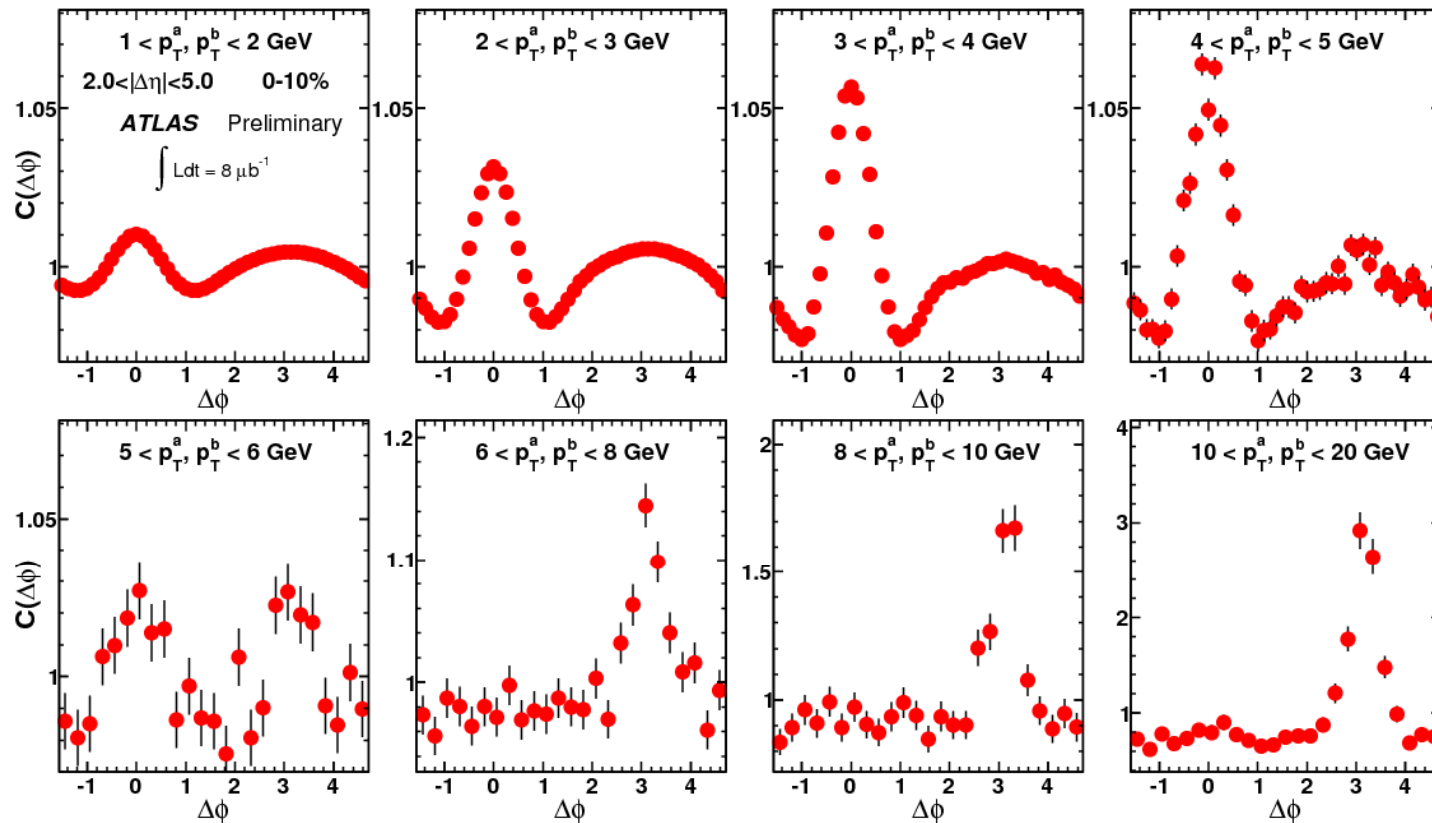 1 < p_T^a, p_T^b < 2 GeV
2.0<|Δη|<5.0 0-10%
ATLAS Preliminary
∫ Ldt = 8 μb⁻¹
C(Δφ)
1.05
1
-1 0 1 2 3 4
Δφ
2 < p_T^a, p_T^b < 3 GeV
1.05
1
-1 0 1 2 3 4
Δφ
3 < p_T^a, p_T^b < 4 GeV
1.05
1
-1 0 1 2 3 4
Δφ
4 < p_T^a, p_T^b < 5 GeV
1.05
1
-1 0 1 2 3 4
Δφ
5 < p_T^a, p_T^b < 6 GeV
C(Δφ)
1.05
1
-1 0 1 2 3 4
Δφ
6 < p_T^a, p_T^b < 8 GeV
1.2
1.1
1
-1 0 1 2 3 4
Δφ
8 < p_T^a, p_T^b < 10 GeV
2
1.5
1
-1 0 1 2 3 4
Δφ
10 < p_T^a, p_T^b < 20 GeV
4
3
2
1
-1 0 1 2 3 4
Δφ